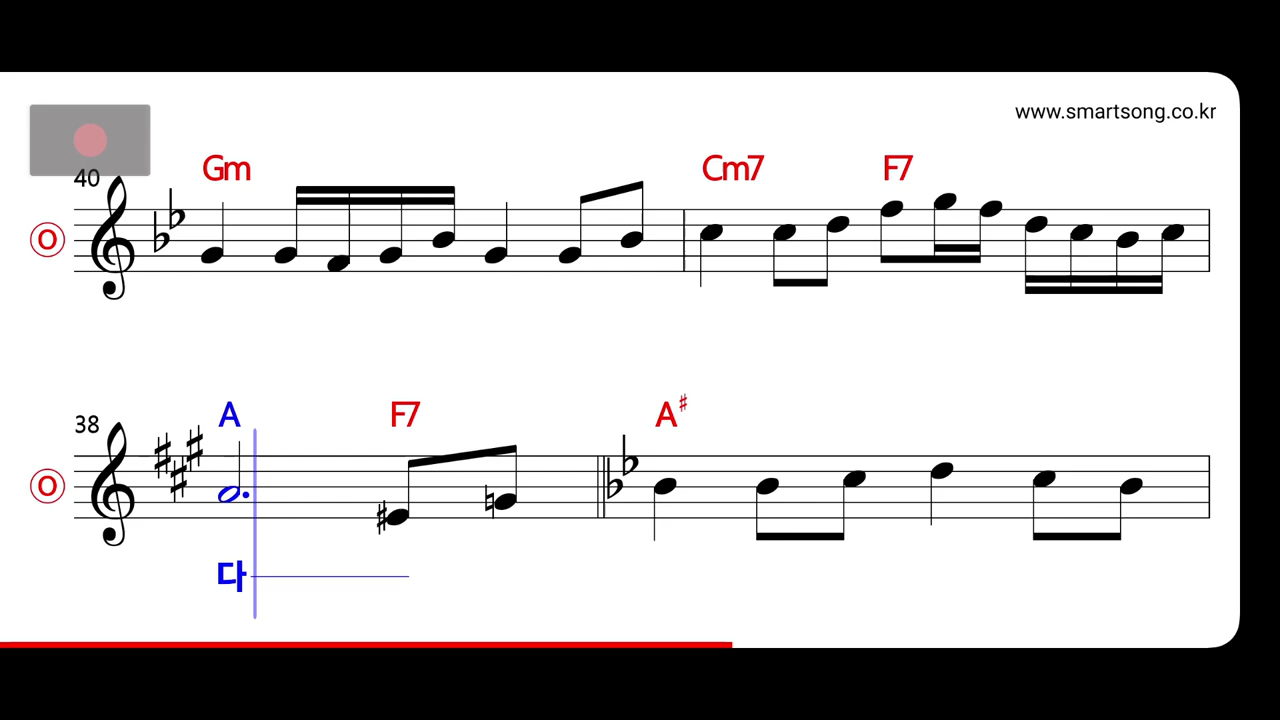 www.smartsong.co.kr
Gm Cm7 F7
40
O
A F7 A♯
38
O
다